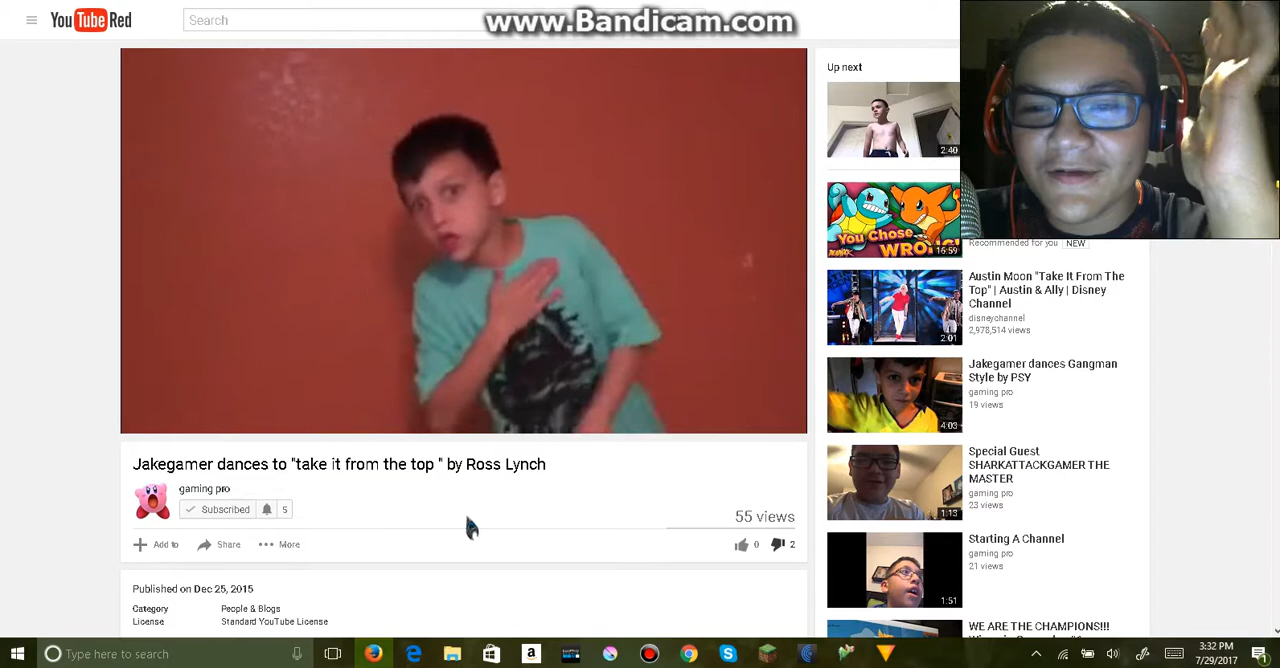 YouTube Red
Search
www.Bandicam.com
Up next
2:40
You Chose
WRONG!
16:59
Recommended for you NEW
Austin Moon "Take It From The
Top" | Austin & Ally | Disney
Channel
disneychannel
2,978,514 views
2:01
Jakegamer dances Gangman
Style by PSY
gaming pro
19 views
4:03
Special Guest
SHARKATTACKGAMER THE
MASTER
gaming pro
23 views
1:13
Starting A Channel
gaming pro
21 views
1:51
WE ARE THE CHAMPIONS!!!
Jakegamer dances to "take it from the top " by Ross Lynch
gaming pro
Subscribed 5
55 views
Add to Share More 0 2
Published on Dec 25, 2015
Category People & Blogs
License Standard YouTube License
Type here to search
3:32 PM
7/29/2017